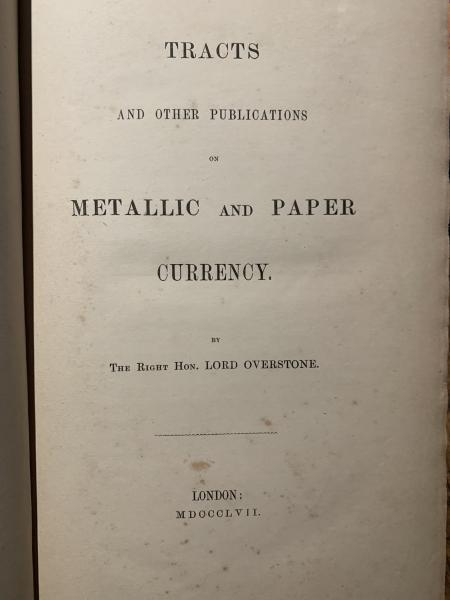 TRACTS
AND OTHER PUBLICATIONS
ON
METALLIC AND PAPER
CURRENCY.
BY
THE RIGHT HON. LORD OVERSTONE.
LONDON:
MDCCCLVII.